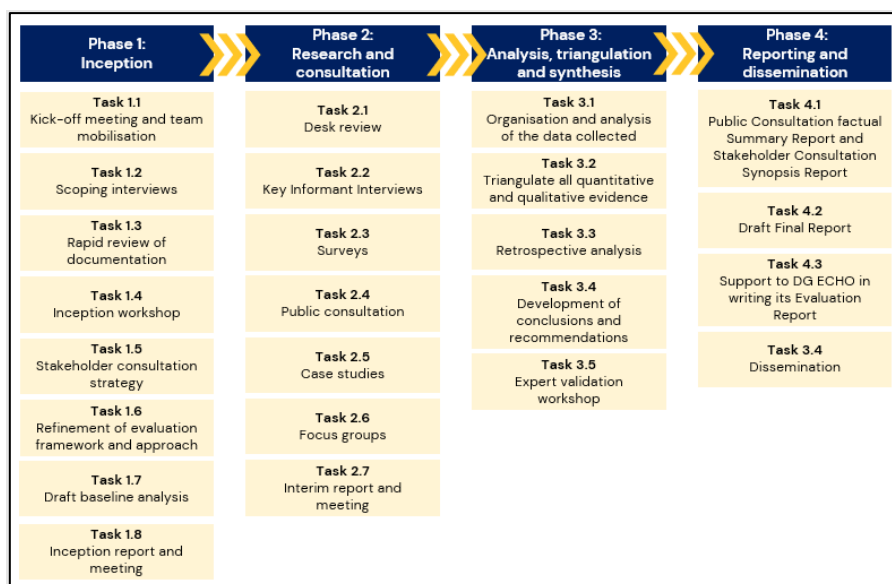 Phase 1:
Inception
Task 1.1
Kick-off meeting and team
mobilisation
Task 1.2
Scoping interviews
Task 1.3
Rapid review of
documentation
Task 1.4
Inception workshop
Task 1.5
Stakeholder consultation
strategy
Task 1.6
Refinement of evaluation
framework and approach
Task 1.7
Draft baseline analysis
Task 1.8
Inception report and
meeting
Phase 2:
Research and
consultation
Task 2.1
Desk review
Task 2.2
Key Informant Interviews
Task 2.3
Surveys
Task 2.4
Public consultation
Task 2.5
Case studies
Task 2.6
Focus groups
Task 2.7
Interim report and
meeting
Phase 3:
Analysis, triangulation
and synthesis
Task 3.1
Organisation and analysis
of the data collected
Task 3.2
Triangulate all quantitative
and qualitative evidence
Task 3.3
Retrospective analysis
Task 3.4
Development of
conclusions and
recommendations
Task 3.5
Expert validation
workshop
Phase 4:
Reporting and
dissemination
Task 4.1
Public Consultation factual
Summary Report and
Stakeholder Consultation
Synopsis Report
Task 4.2
Draft Final Report
Task 4.3
Support to DG ECHO in
writing its Evaluation
Report
Task 3.4
Dissemination